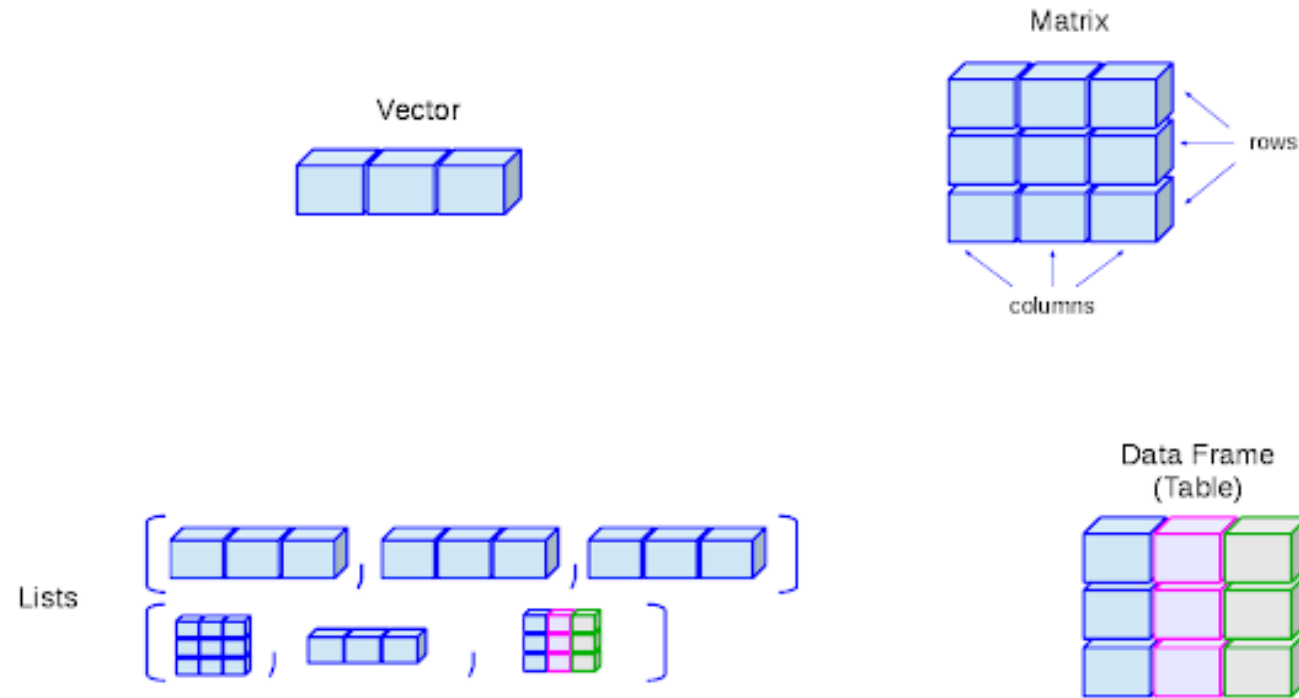 Matrix
Vector
rows
columns
Data Frame
(Table)
Lists